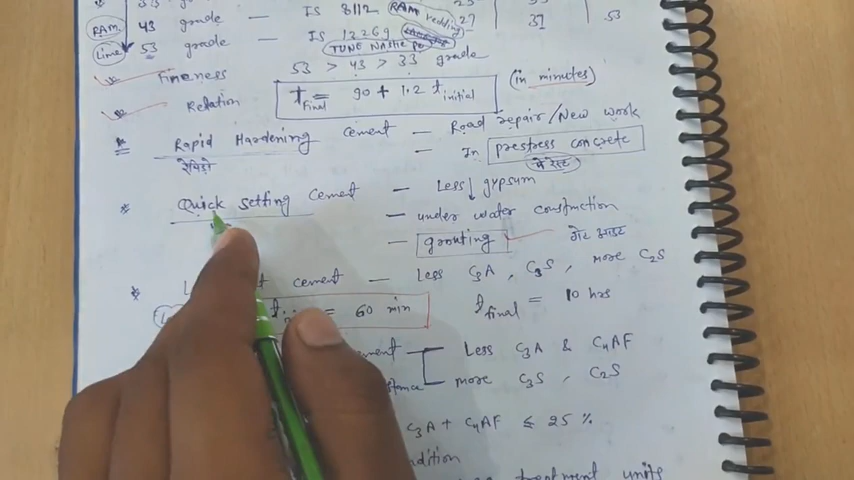 43 grade — IS 8112 RAM
RAM
53 grade — IS 12269 27 37 53
Lime
53 > 43 > 33 grade
* Fineness
* Relation t Final = 90 + 1.2 t initial (in minutes)
* Rapid Hardening cement — Road repair/New work
— In prestress concrete
* Quick setting cement — Less ↓ gypsum
— under water construction
— grouting
* cement — Less C3A, C3S, more C2S
= 60 min t final = 10 hrs
Less C3A & C4AF
more C3S, C2S
C3A + C4AF ≤ 25 %
treatment units